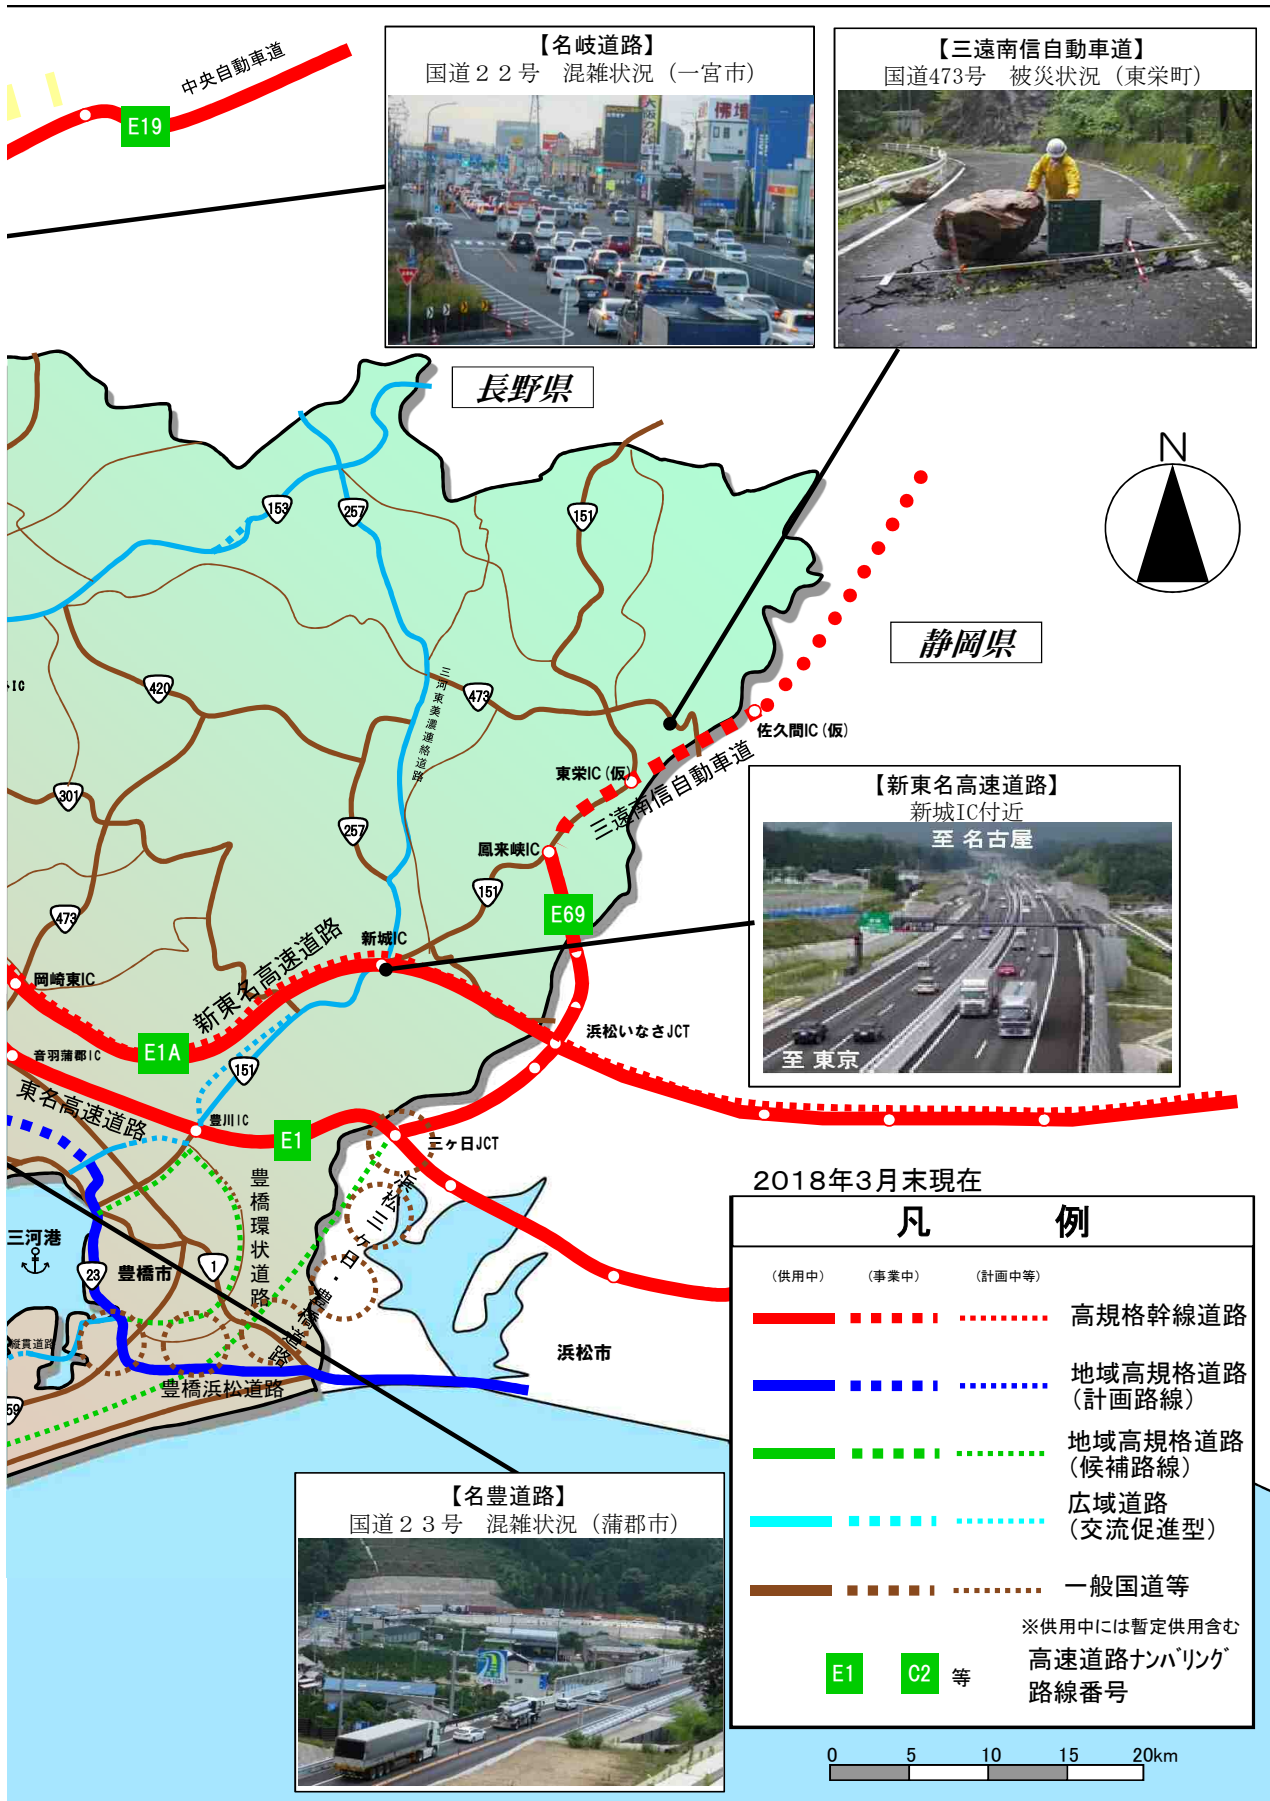 【名岐道路】
国道２２号　混雑状況（一宮市）
【三遠南信自動車道】
国道473号　被災状況（東栄町）
中央自動車道
E19
長野県
N
静岡県
153
257
151
三河東美濃連絡道路
420
473
佐久間IC(仮)
東栄IC(仮)
三遠南信自動車道
301
257
鳳来峡IC
151
E69
473
新城IC
新東名高速道路
岡崎東IC
E1A
音羽蒲郡IC
151
浜松いなさJCT
東名高速道路
豊川IC
E1
三ヶ日JCT
【新東名高速道路】
新城IC付近
至 名古屋
至 東京
豊橋環状道路
浜松三ヶ日・豊橋道路
三河港
23
豊橋市
1
縦貫道路
59
豊橋浜松道路
浜松市
2018年3月末現在
凡　例
(供用中)　(事業中)　(計画中等)
高規格幹線道路
地域高規格道路
(計画路線)
地域高規格道路
(候補路線)
広域道路
(交流促進型)
一般国道等
※供用中には暫定供用含む
E1　C2　等
高速道路ナンバリング
路線番号
0　5　10　15　20km
【名豊道路】
国道２３号　混雑状況（蒲郡市）